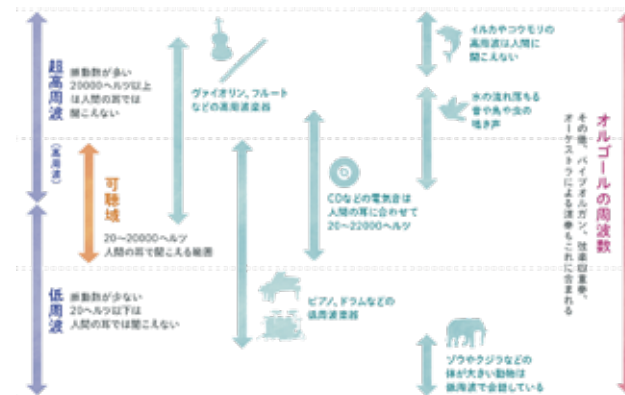 超高周波
(高周波)
振動数が多い
20000ヘルツ以上
は人間の耳では
聞こえない
可聴域
20〜20000ヘルツ
人間の耳で聞こえる範囲
低周波
振動数が少ない
20ヘルツ以下は
人間の耳では聞こえない
ヴァイオリン、フルート
などの高周波楽器
CDなどの電気音は
人間の耳に合わせて
20〜22000ヘルツ
ピアノ、ドラムなどの
低周波楽器
イルカやコウモリの
高周波は人間に
聞こえない
水の流れ落ちる
音や鳥や虫の
鳴き声
ゾウやクジラなどの
体が大きい動物は
低周波で会話している
オルゴールの周波数
その他、パイプオルガン、弦楽四重奏、
オーケストラによる演奏もこれに含まれる